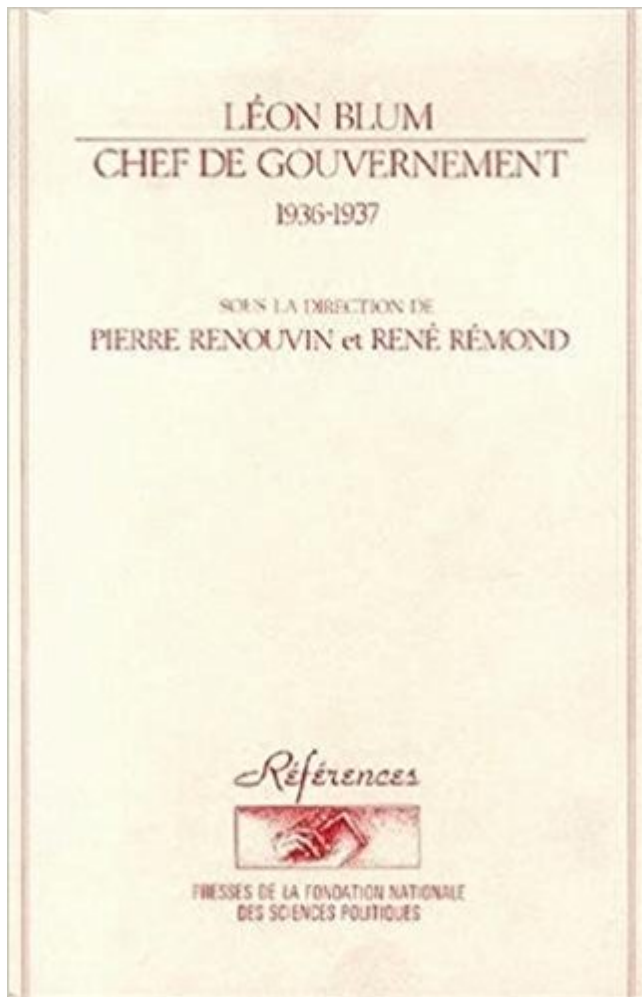 LÉON BLUM
CHEF DE GOUVERNEMENT
1936-1937
SOUS LA DIRECTION DE
PIERRE RENOUVIN et RENÉ RÉMOND
Références
PRESSES DE LA FONDATION NATIONALE
DES SCIENCES POLITIQUES